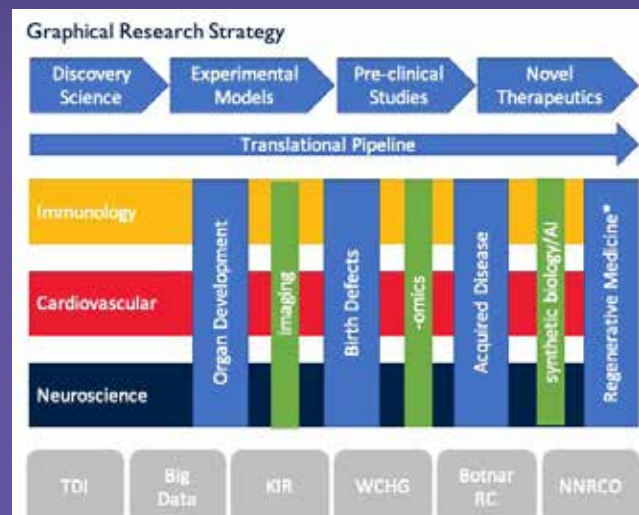 Graphical Research Strategy
Discovery
Science
Experimental
Models
Pre-clinical
Studies
Novel
Therapeutics
Translational Pipeline
Immunology
Cardiovascular
Neuroscience
Organ Development
imaging
Birth Defects
-omics
Acquired Disease
synthetic biology/AI
Regenerative Medicine*
TDI
Big
Data
KIR
WCHG
Botnar
RC
NNRCO